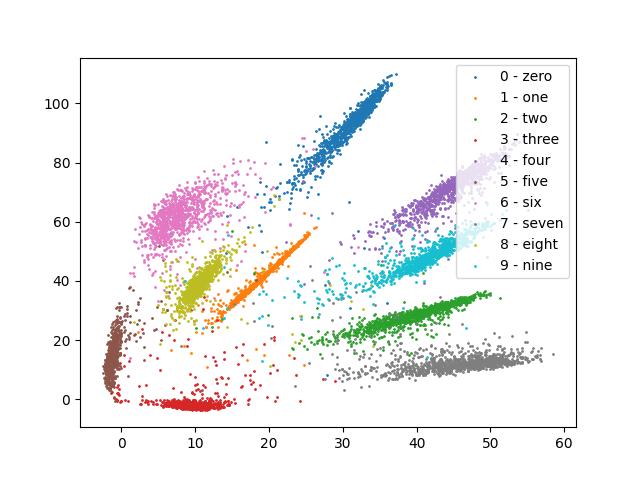 100
80
60
40
20
0
0 10 20 30 40 50 60
0 - zero
1 - one
2 - two
3 - three
4 - four
5 - five
6 - six
7 - seven
8 - eight
9 - nine